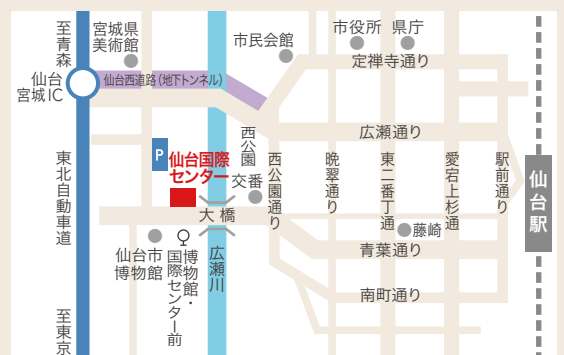 至青森
宮城県
美術館
市民会館
市役所
県庁
定禅寺通り
仙台
宮城IC
仙台西道路(地下トンネル)
広瀬通り
P
仙台国際
センター
西公園
交番
西公園通り
晩翠通り
東二番丁通
愛宕上杉通
駅前通り
仙台駅
東北自動車道
大橋
藤崎
仙台市
博物館
博物館・
国際センター前
広瀬川
青葉通り
南町通り
至東京